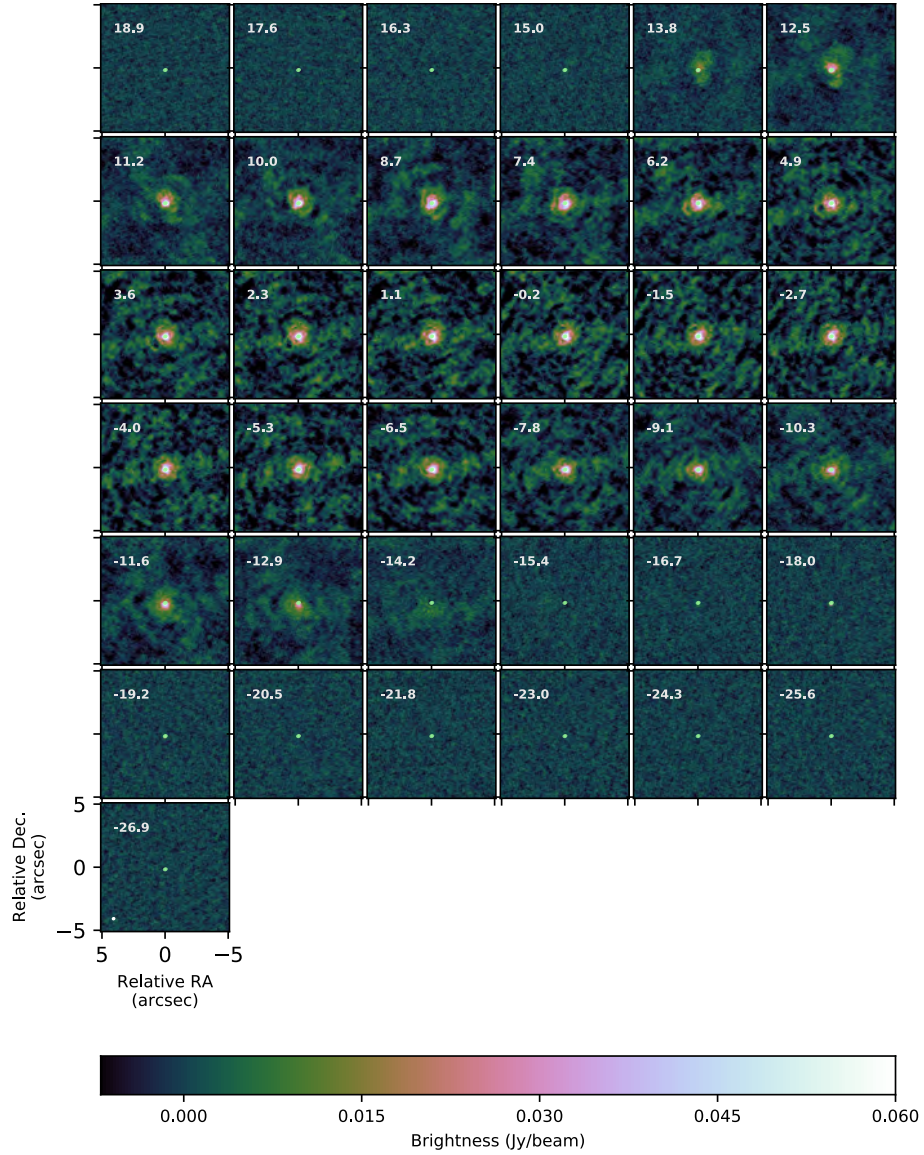 18.9 17.6 16.3 15.0 13.8 12.5
11.2 10.0 8.7 7.4 6.2 4.9
3.6 2.3 1.1 -0.2 -1.5 -2.7
-4.0 -5.3 -6.5 -7.8 -9.1 -10.3
-11.6 -12.9 -14.2 -15.4 -16.7 -18.0
-19.2 -20.5 -21.8 -23.0 -24.3 -25.6
-26.9
5
0
−5
Relative Dec.
(arcsec)
5 0 −5
Relative RA
(arcsec)
0.000 0.015 0.030 0.045 0.060
Brightness (Jy/beam)